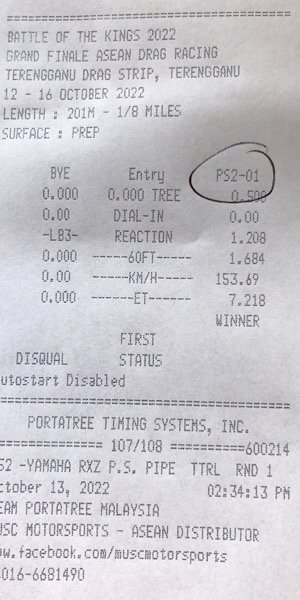 ================================
BATTLE OF THE KINGS 2022
GRAND FINALE ASEAN DRAG RACING
TERENGGANU DRAG STRIP, TERENGGANU
12 - 16 OCTOBER 2022
LENGTH : 201M - 1/8 MILES
SURFACE : PREP
BYE Entry PS2-01
0.000 0.000 TREE 0.500
0.00 DIAL-IN 0.00
-LB3- REACTION 1.208
0.000 -----60FT----- 1.684
0.00 -----KM/H----- 153.69
0.000 ------ET------ 7.218
WINNER
FIRST
DISQUAL STATUS
utostart Disabled
================================
PORTATREE TIMING SYSTEMS, INC.
============= 107/108 =========600214
S2 -YAMAHA RXZ P.S. PIPE TTRL RND 1
ctober 13, 2022 02:34:13 PM
EAM PORTATREE MALAYSIA
USC MOTORSPORTS - ASEAN DISTRIBUTOR
ww.facebook.com/muscmotorsports
016-6681490